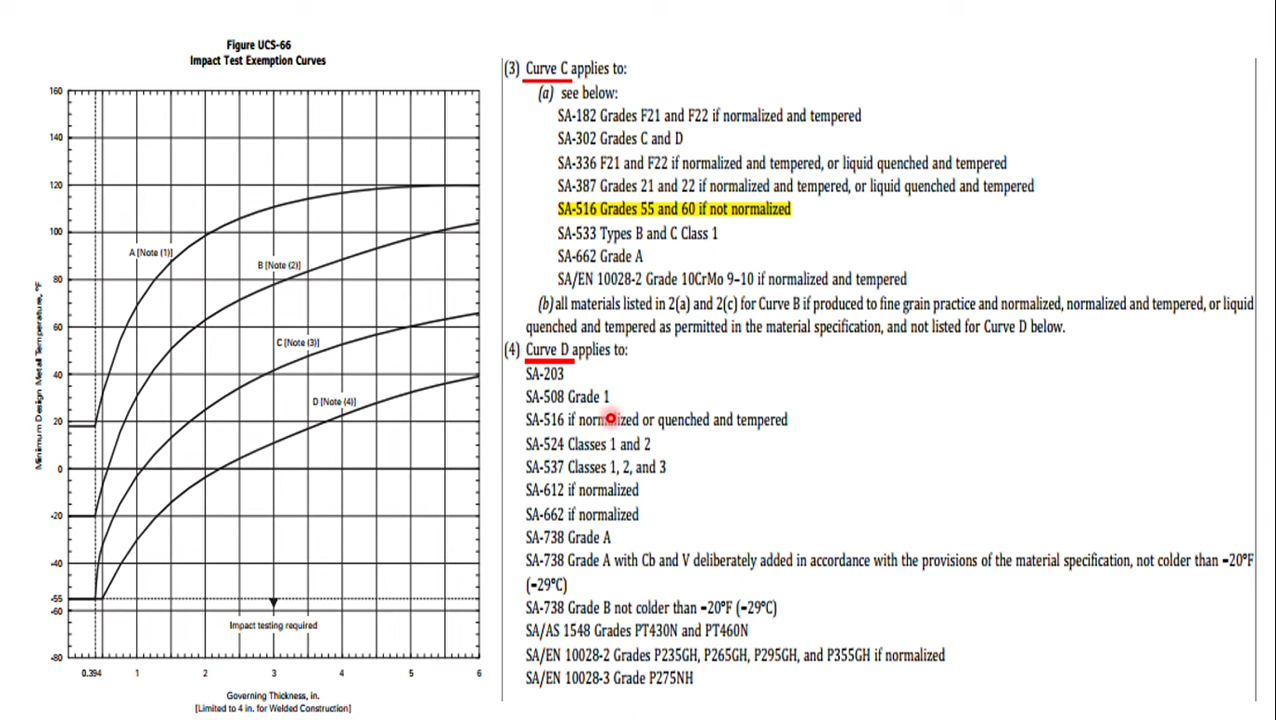 Figure UCS-66
Impact Test Exemption Curves
160
140
120
100
80
60
40
20
0
-20
-40
-55
-60
-80
Minimum Design Metal Temperature, °F
A [Note (1)]
B [Note (2)]
C [Note (3)]
D [Note (4)]
Impact testing required
0.394
1
2
3
4
5
6
Governing Thickness, in.
[Limited to 4 in. for Welded Construction]
(3) Curve C applies to:
(a) see below:
SA-182 Grades F21 and F22 if normalized and tempered
SA-302 Grades C and D
SA-336 F21 and F22 if normalized and tempered, or liquid quenched and tempered
SA-387 Grades 21 and 22 if normalized and tempered, or liquid quenched and tempered
SA-516 Grades 55 and 60 if not normalized
SA-533 Types B and C Class 1
SA-662 Grade A
SA/EN 10028-2 Grade 10CrMo 9–10 if normalized and tempered
(b) all materials listed in 2(a) and 2(c) for Curve B if produced to fine grain practice and normalized, normalized and tempered, or liquid
quenched and tempered as permitted in the material specification, and not listed for Curve D below.
(4) Curve D applies to:
SA-203
SA-508 Grade 1
SA-516 if normalized or quenched and tempered
SA-524 Classes 1 and 2
SA-537 Classes 1, 2, and 3
SA-612 if normalized
SA-662 if normalized
SA-738 Grade A
SA-738 Grade A with Cb and V deliberately added in accordance with the provisions of the material specification, not colder than −20°F
(−29°C)
SA-738 Grade B not colder than −20°F (−29°C)
SA/AS 1548 Grades PT430N and PT460N
SA/EN 10028-2 Grades P235GH, P265GH, P295GH, and P355GH if normalized
SA/EN 10028-3 Grade P275NH